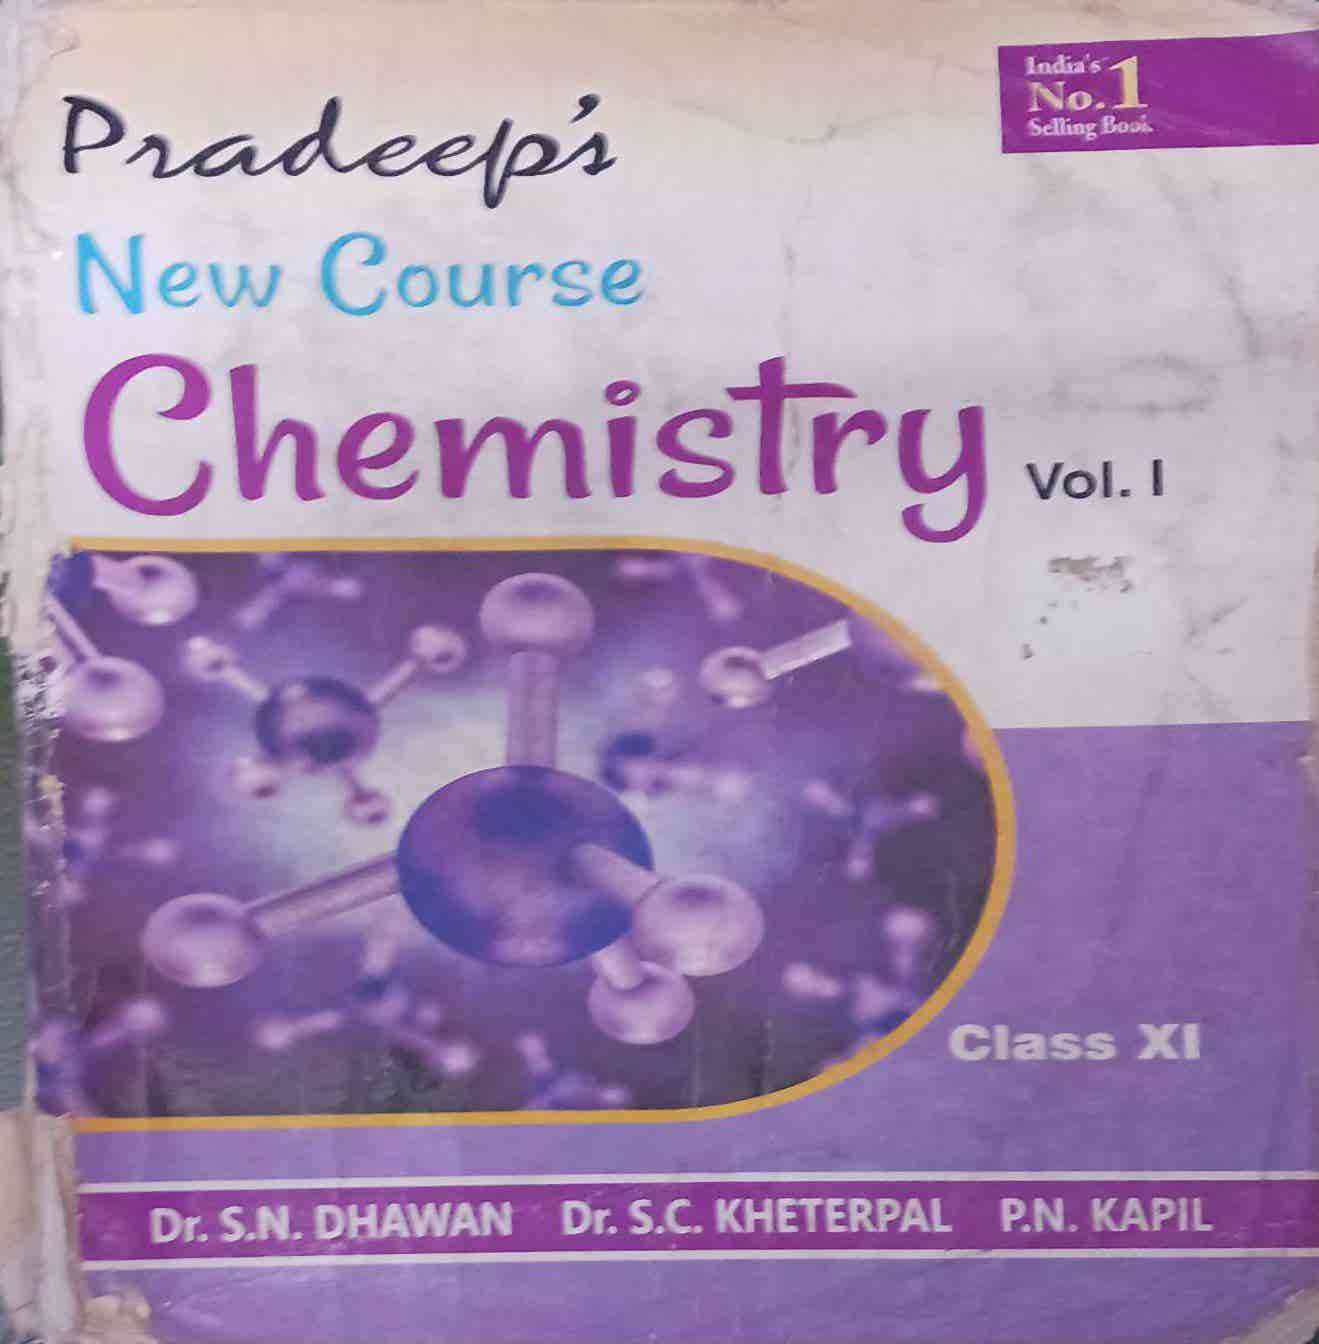 India's
No. 1
Selling Book
Pradeep's
New Course
Chemistry Vol. I
Class XI
Dr. S.N. DHAWAN Dr. S.C. KHETERPAL P.N. KAPIL